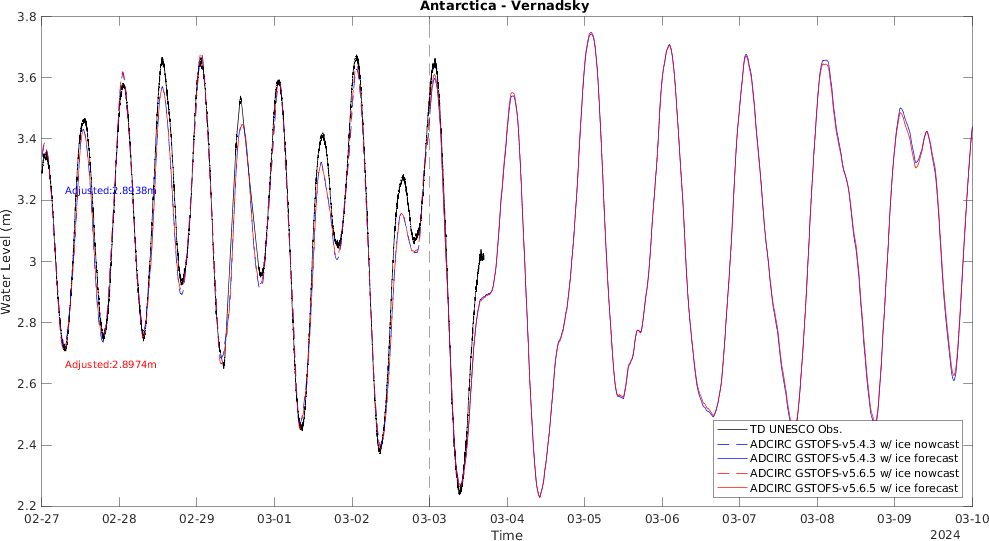 Antarctica - Vernadsky
3.8
3.6
3.4
3.2
3
2.8
2.6
2.4
2.2
Water Level (m)
Adjusted:2.8938m
Adjusted:2.8974m
TD UNESCO Obs.
ADCIRC GSTOFS-v5.4.3 w/ ice nowcast
ADCIRC GSTOFS-v5.4.3 w/ ice forecast
ADCIRC GSTOFS-v5.6.5 w/ ice nowcast
ADCIRC GSTOFS-v5.6.5 w/ ice forecast
02-27 02-28 02-29 03-01 03-02 03-03 03-04 03-05 03-06 03-07 03-08 03-09 03-10
Time
2024